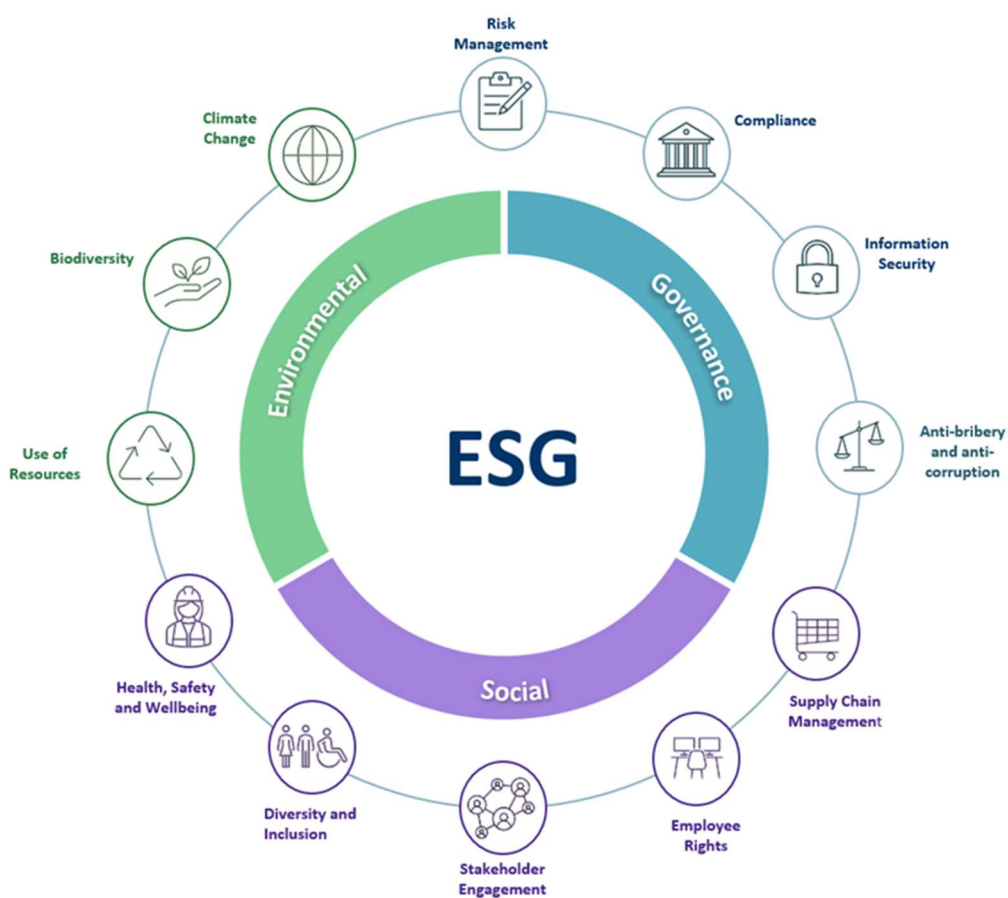 Risk
Management
Compliance
Information
Security
Anti-bribery
and anti-
corruption
Supply Chain
Management
Employee
Rights
Stakeholder
Engagement
Diversity and
Inclusion
Health, Safety
and Wellbeing
Use of
Resources
Biodiversity
Climate
Change
Environmental
Governance
Social
ESG